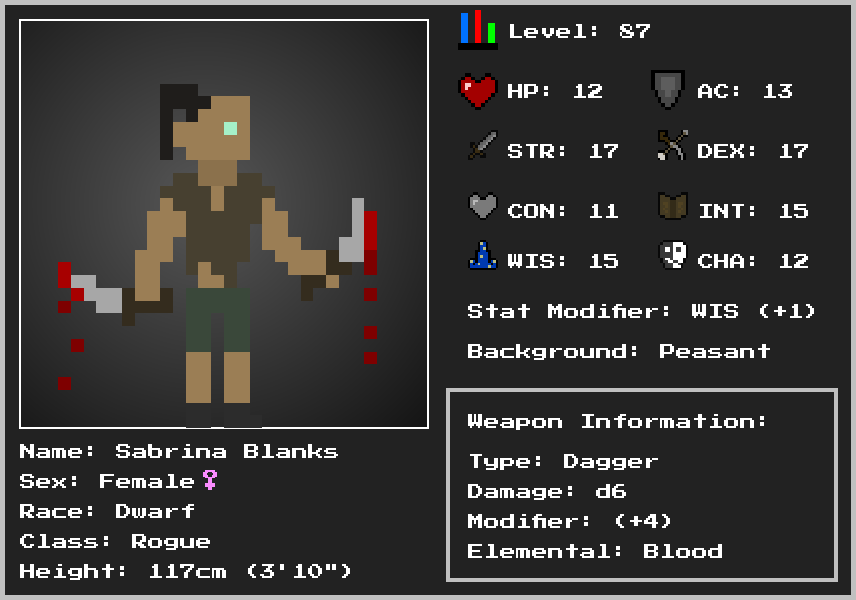 Level: 87
HP: 12
AC: 13
STR: 17
DEX: 17
CON: 11
INT: 15
WIS: 15
CHA: 12
Stat Modifier: WIS (+1)
Background: Peasant
Weapon Information:
Type: Dagger
Damage: d6
Modifier: (+4)
Elemental: Blood
Name: Sabrina Blanks
Sex: Female♀
Race: Dwarf
Class: Rogue
Height: 117cm (3'10")